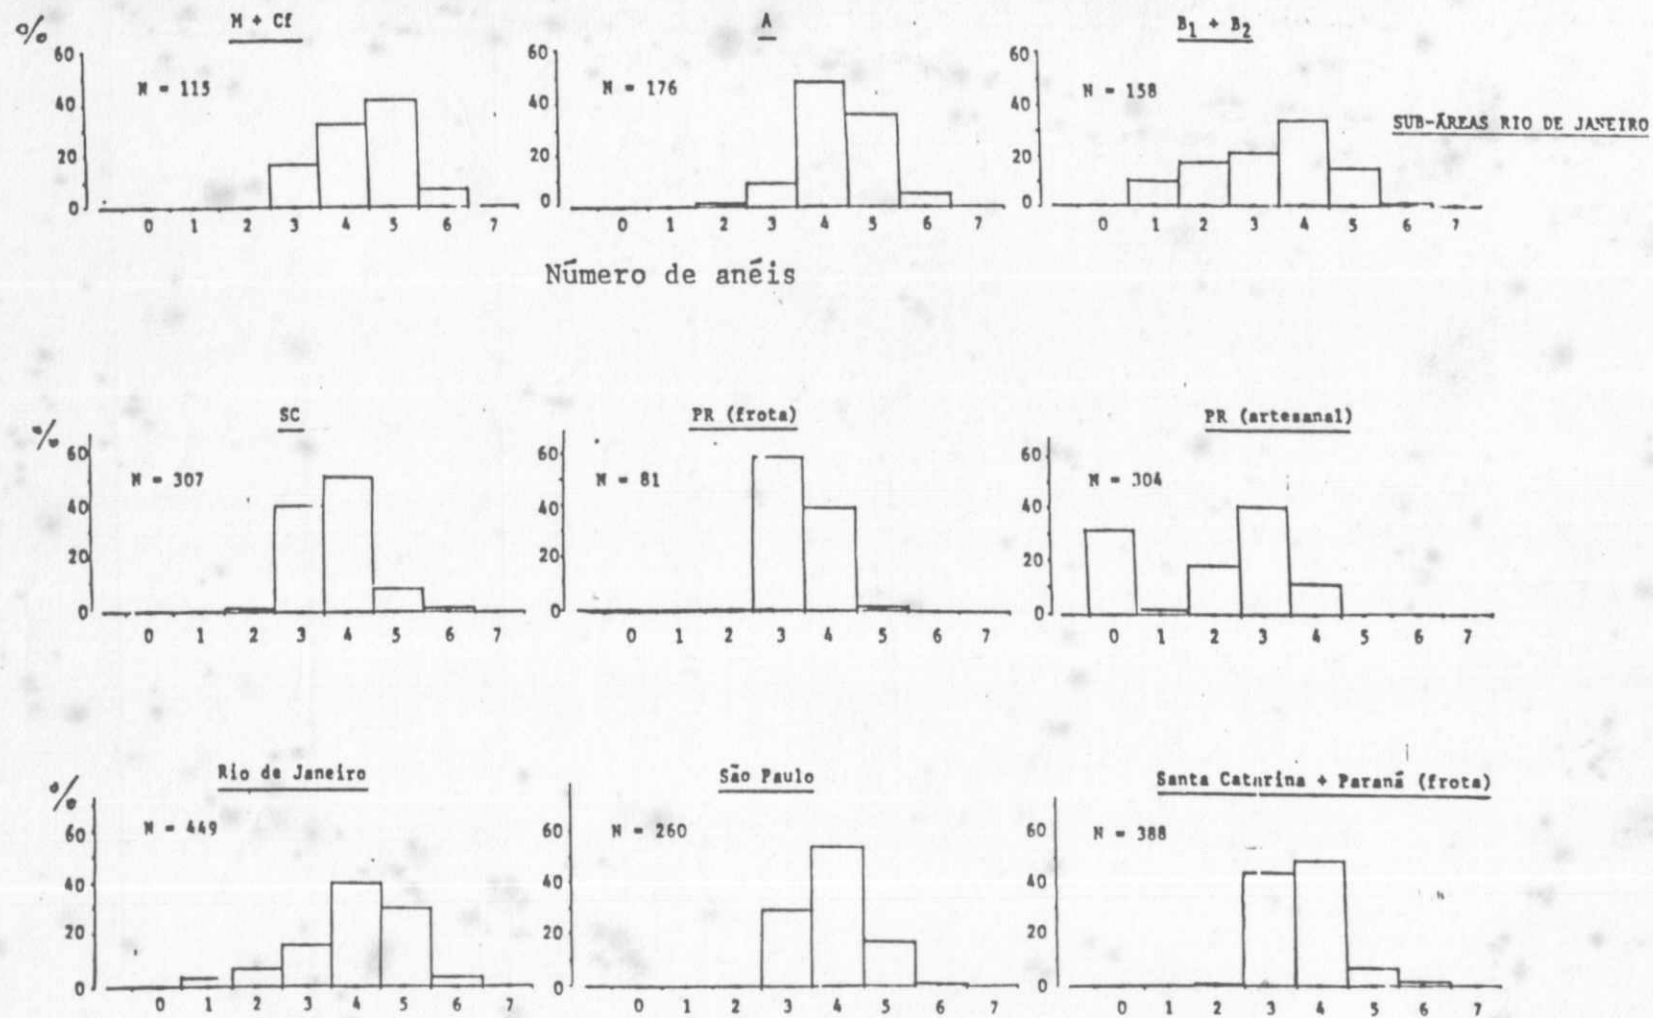 %
M + Cf
A
B1 + B2
60
40
20
0
N = 115
0 1 2 3 4 5 6 7
60
40
20
0
N = 176
0 1 2 3 4 5 6 7
60
40
20
0
N = 158
0 1 2 3 4 5 6 7
SUB-ÁREAS RIO DE JANEIRO
Número de anéis
%
SC
PR (frota)
PR (artesanal)
60
40
20
0
N = 307
0 1 2 3 4 5 6 7
60
40
20
0
N = 81
0 1 2 3 4 5 6 7
60
40
20
0
N = 304
0 1 2 3 4 5 6 7
%
Rio de Janeiro
São Paulo
Santa Catarina + Paraná (frota)
60
40
20
0
N = 449
0 1 2 3 4 5 6 7
60
40
20
0
N = 260
0 1 2 3 4 5 6 7
60
40
20
0
N = 388
0 1 2 3 4 5 6 7